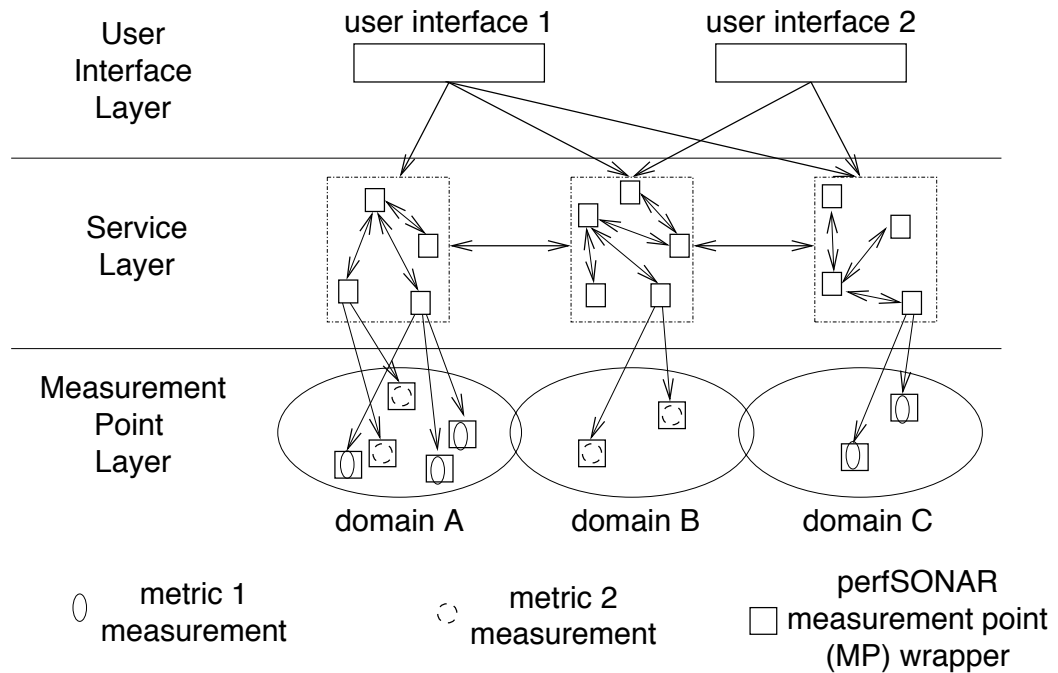 User
Interface
Layer
user interface 1
user interface 2
Service
Layer
Measurement
Point
Layer
domain A
domain B
domain C
metric 1
measurement
metric 2
measurement
perfSONAR
measurement point
(MP) wrapper